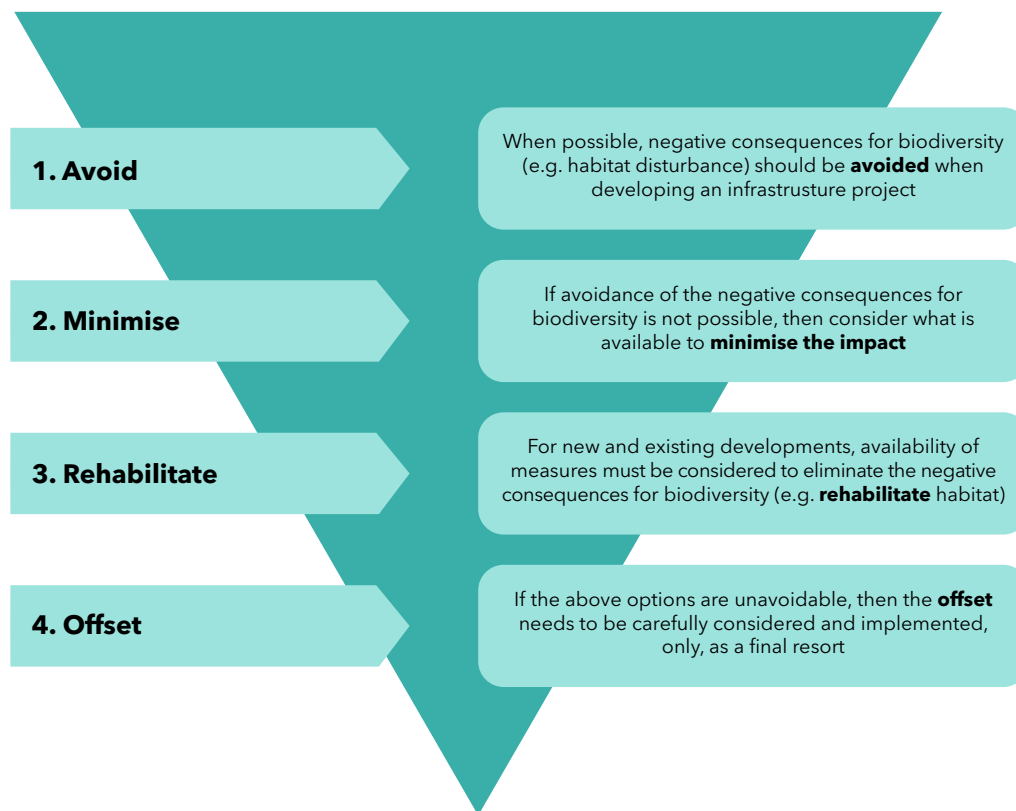 1. Avoid
When possible, negative consequences for biodiversity
(e.g. habitat disturbance) should be avoided when
developing an infrastrusture project
2. Minimise
If avoidance of the negative consequences for
biodiversity is not possible, then consider what is
available to minimise the impact
3. Rehabilitate
For new and existing developments, availability of
measures must be considered to eliminate the negative
consequences for biodiversity (e.g. rehabilitate habitat)
4. Offset
If the above options are unavoidable, then the offset
needs to be carefully considered and implemented,
only, as a final resort